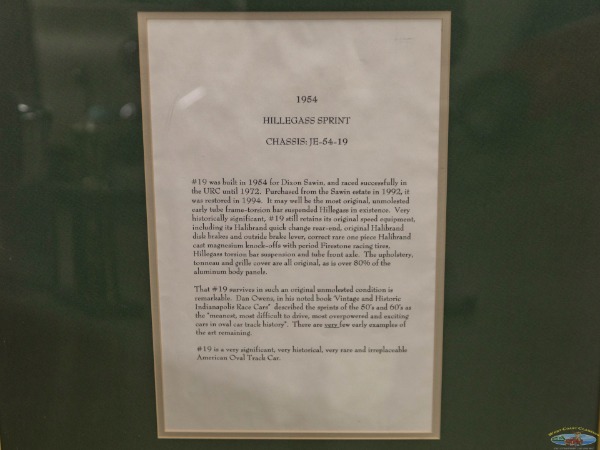 1954
HILLEGASS SPRINT
CHASSIS: JE-54-19
#19 was built in 1954 for Dixon Sawin, and raced successfully in
the URC until 1972. Purchased from the Sawin estate in 1992, it
was restored in 1994. It may well be the most original, unmolested
early tube frame-torsion bar suspended Hillegass in existence. Very
historically significant, #19 still retains its original speed equipment,
including its Halibrand quick change rear-end, original Halibrand
disk brakes and outside brake lever, correct rare one piece Halibrand
cast magnesium knock-offs with period Firestone racing tires,
Hillegass torsion bar suspension and tube front axle. The upholstery,
tonneau and grille cover are all original, as is over 80% of the
aluminum body panels.
That #19 survives in such an original unmolested condition is
remarkable. Dan Owens, in his noted book "Vintage and Historic
Indianapolis Race Cars" described the sprints of the 50's and 60's as
the "meanest, most difficult to drive, most overpowered and exciting
cars in oval car track history". There are very few early examples of
the art remaining.
#19 is a very significant, very historical, very rare and irreplaceable
American Oval Track Car.